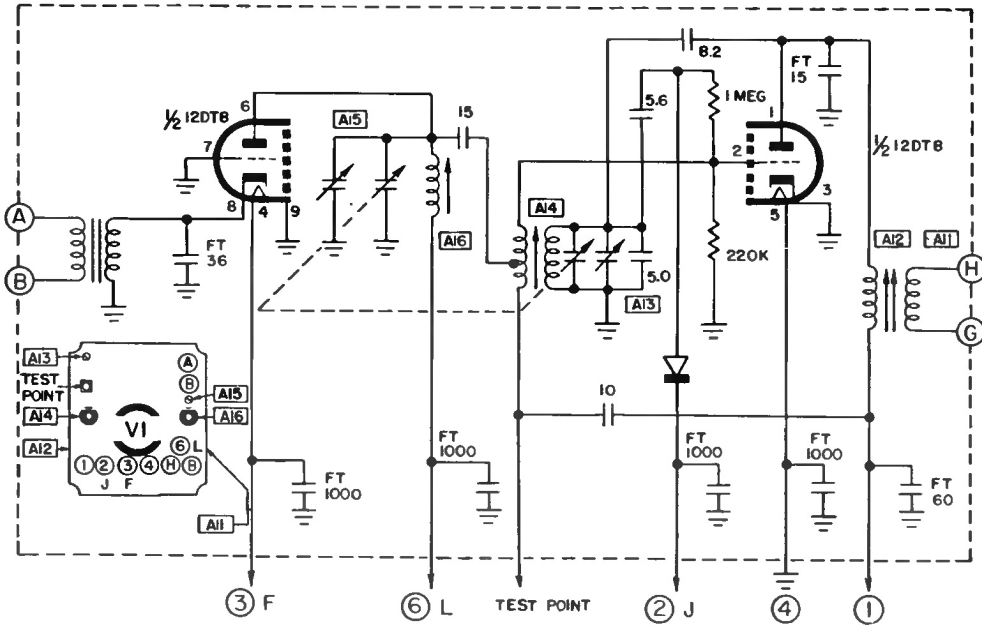 8.2
FT
15
6
A15
15
5.6
1 MEG
1
½ 12DT8
7
2
½ 12DT8
3
8
4
9
5
A14
A
A16
A12
A11
FT
36
5.0
220K
H
B
A13
G
A13
A
TEST
POINT
B
A15
A14
A16
V1
10
A12
6 L
FT
1000
FT
1000
FT
1000
1 2 3 4 H B
J F
FT
1000
FT
60
A11
3 F
6 L
TEST POINT
2 J
4
1